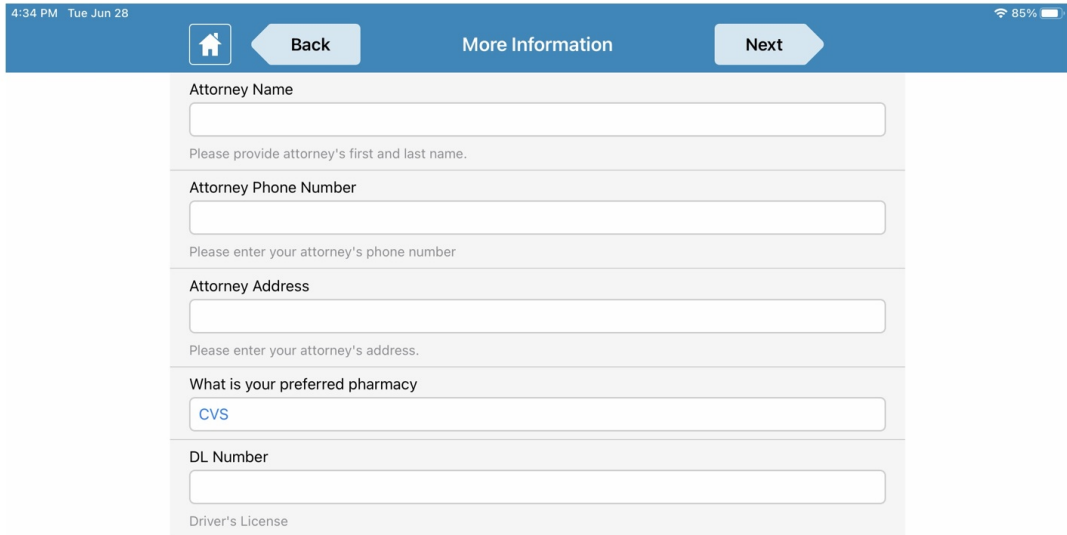 4:34 PM Tue Jun 28
85%
Back
More Information
Next
Attorney Name
Please provide attorney's first and last name.
Attorney Phone Number
Please enter your attorney's phone number
Attorney Address
Please enter your attorney's address.
What is your preferred pharmacy
CVS
DL Number
Driver's License